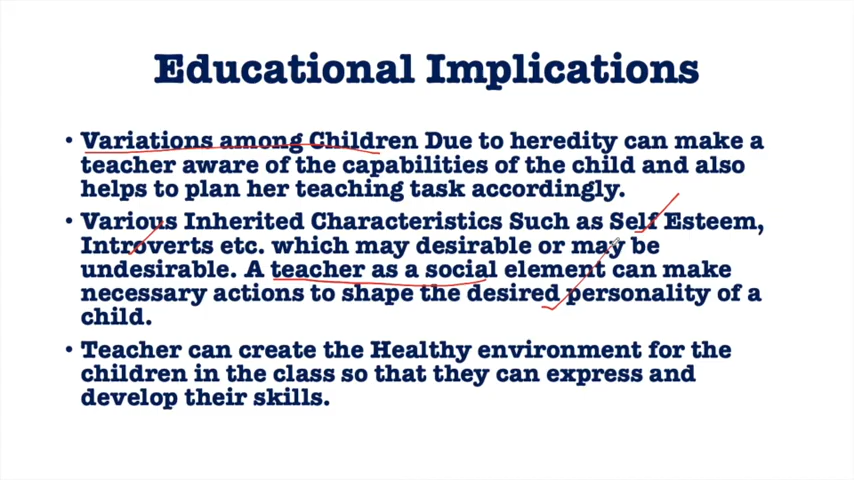 Educational Implications
• Variations among Children Due to heredity can make a
teacher aware of the capabilities of the child and also
helps to plan her teaching task accordingly.
• Various Inherited Characteristics Such as Self Esteem,
Introverts etc. which may desirable or may be
undesirable. A teacher as a social element can make
necessary actions to shape the desired personality of a
child.
• Teacher can create the Healthy environment for the
children in the class so that they can express and
develop their skills.